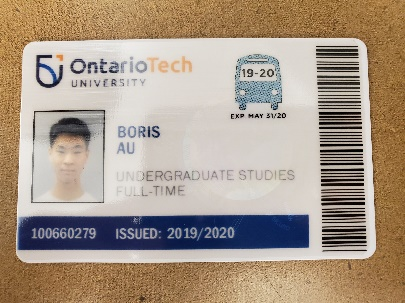 OntarioTech
UNIVERSITY
19-20
EXP MAY 31/20
BORIS
AU
UNDERGRADUATE STUDIES
FULL-TIME
100660279 ISSUED: 2019/2020